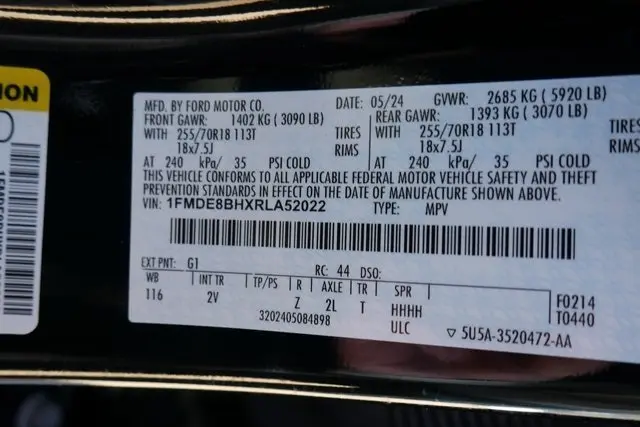 ION
MFD. BY FORD MOTOR CO.
DATE: 05/24 GVWR: 2685 KG ( 5920 LB)
FRONT GAWR: 1402 KG ( 3090 LB) REAR GAWR: 1393 KG ( 3070 LB)
WITH 255/70R18 113T TIRES WITH 255/70R18 113T TIRES
18x7.5J RIMS 18x7.5J RIMS
AT 240 kPa/ 35 PSI COLD AT 240 kPa/ 35 PSI COLD
THIS VEHICLE CONFORMS TO ALL APPLICABLE FEDERAL MOTOR VEHICLE SAFETY AND THEFT
PREVENTION STANDARDS IN EFFECT ON THE DATE OF MANUFACTURE SHOWN ABOVE.
VIN: 1FMDE8BHXRLA52022 TYPE: MPV
EXT PNT: G1 RC: 44 DSO:
WB INT TR TP/PS R AXLE TR SPR F0214
116 2V Z 2L T HHHH T0440
3202405084898 ULC ▽ 5U5A-3520472-AA